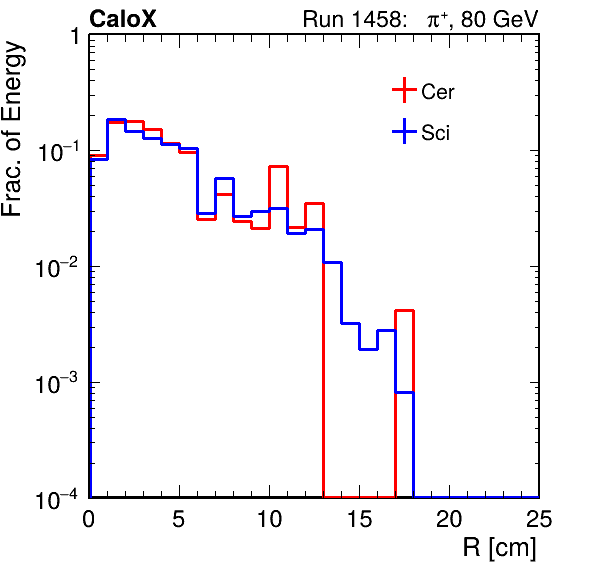 CaloX Run 1458: π⁺, 80 GeV
Frac. of Energy
1
10⁻¹
10⁻²
10⁻³
10⁻⁴
Cer
Sci
0 5 10 15 20 25
R [cm]